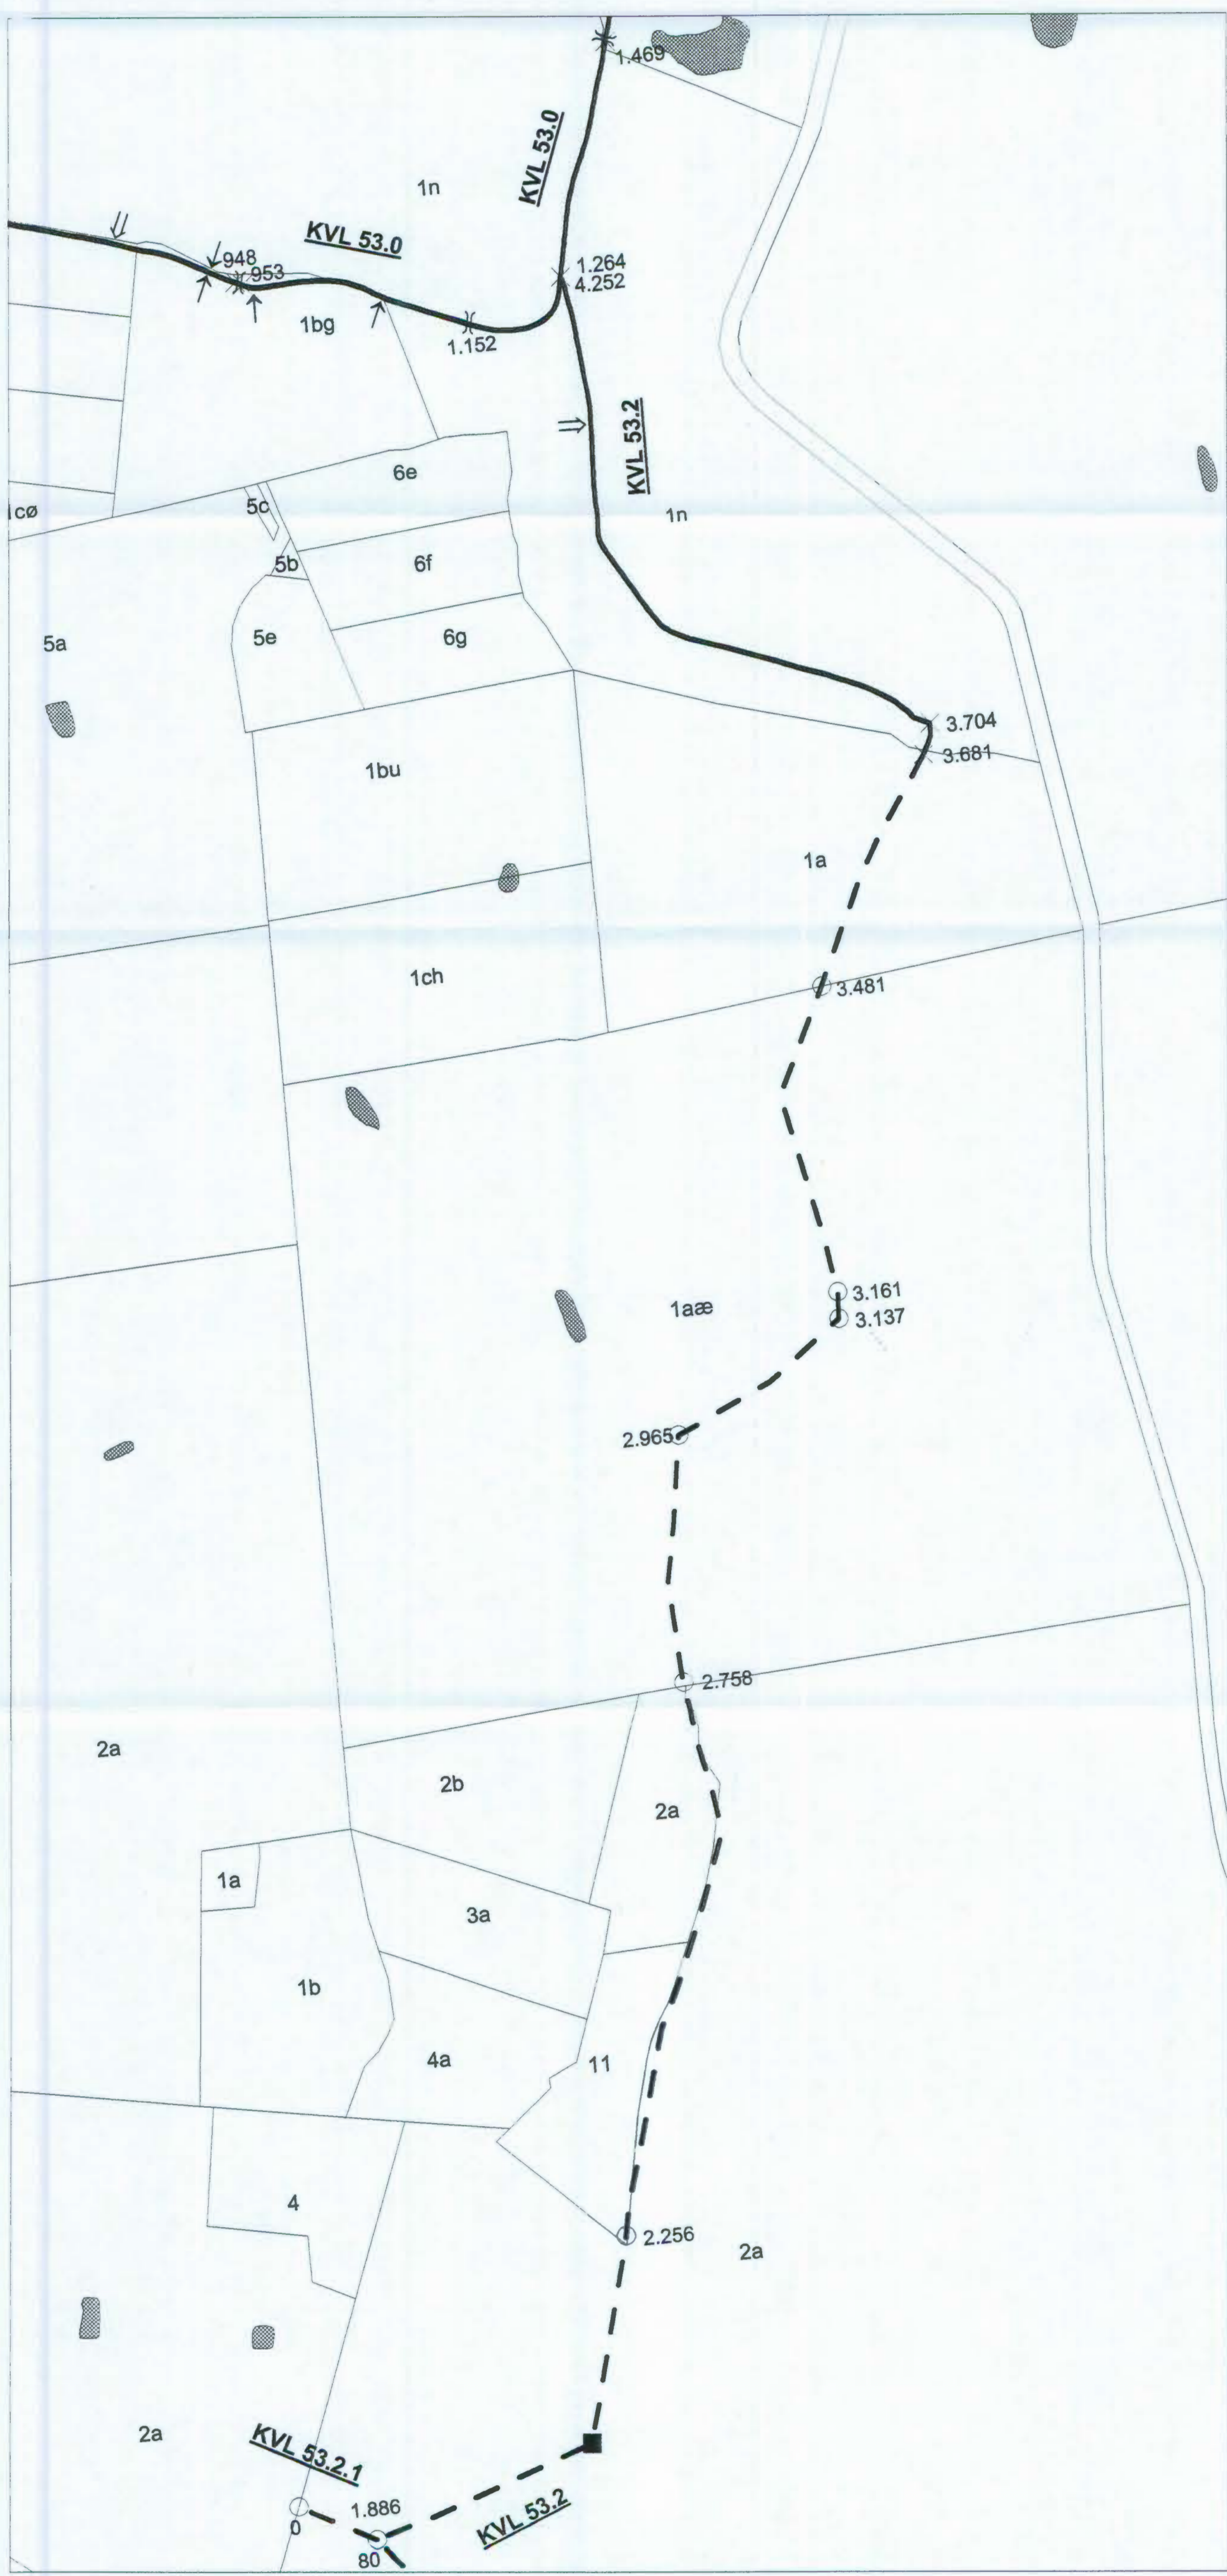 1.469
KVL 53.0
1n
KVL 53.0
948
953
1.264
4.252
1bg
1.152
KVL 53.2
6e
5c
1cø
1n
5b
6f
5e
6g
5a
3.704
3.681
1bu
1a
1ch
3.481
3.161
1aæ
3.137
2.965
2.758
2a
2b
2a
1a
3a
1b
4a
11
4
2.256
2a
2a
KVL 53.2.1
1.886
KVL 53.2
0
80